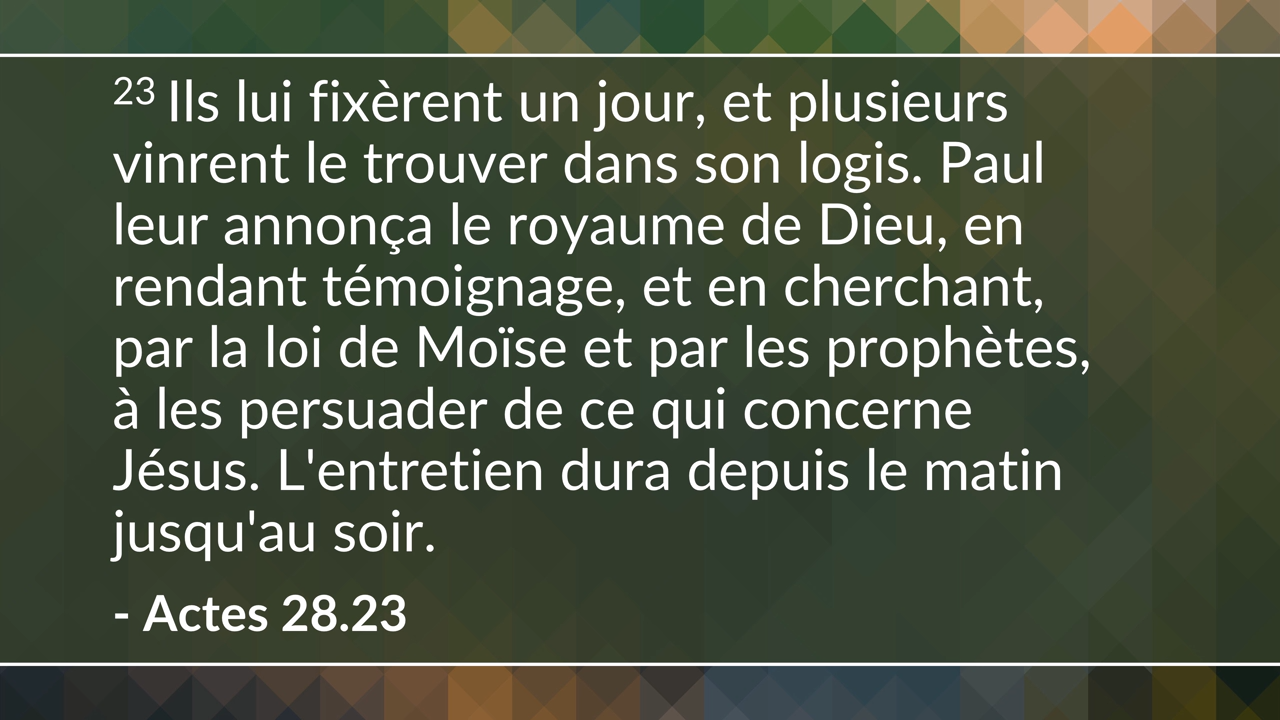 23 Ils lui fixèrent un jour, et plusieurs
vinrent le trouver dans son logis. Paul
leur annonça le royaume de Dieu, en
rendant témoignage, et en cherchant,
par la loi de Moïse et par les prophètes,
à les persuader de ce qui concerne
Jésus. L'entretien dura depuis le matin
jusqu'au soir.
- Actes 28.23